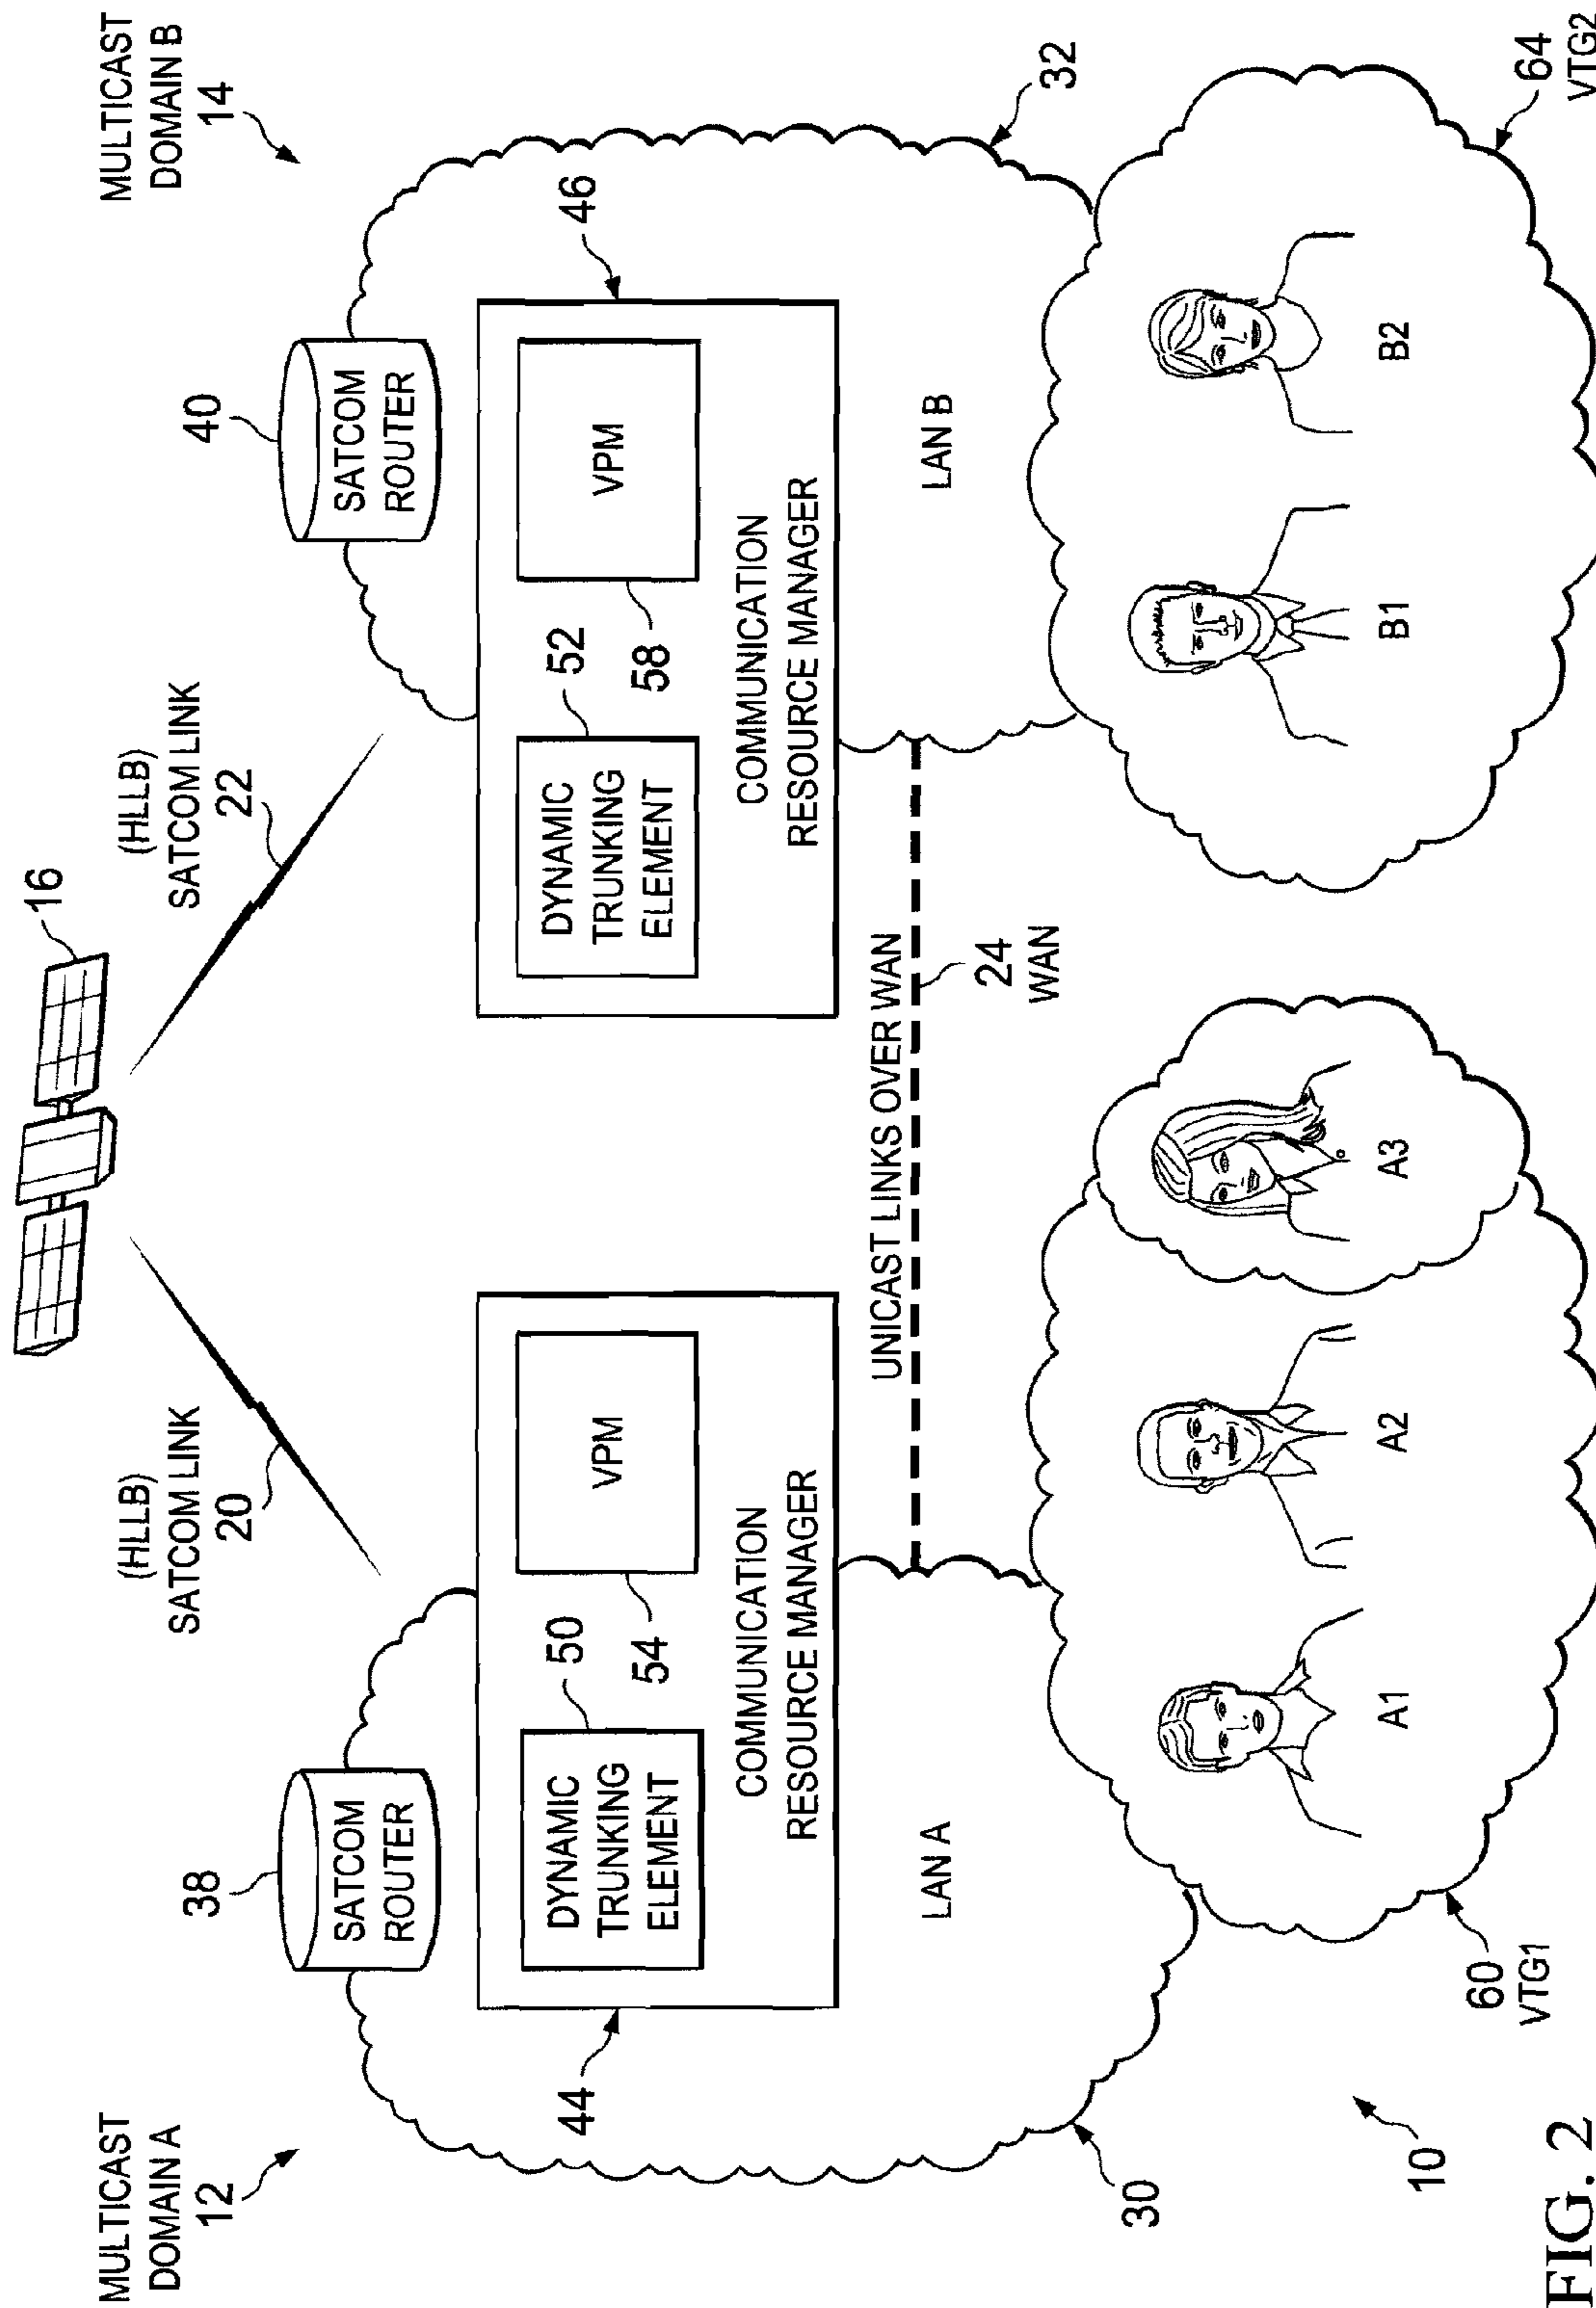 MULTICAST
DOMAIN A
12
(HLLB)
SATCOM LINK
20
16
(HLLB)
SATCOM LINK
22
MULTICAST
DOMAIN B
14
38
SATCOM
ROUTER
40
SATCOM
ROUTER
44
DYNAMIC
TRUNKING
ELEMENT
50
VPM
54
COMMUNICATION
RESOURCE MANAGER
LAN A
30
DYNAMIC
TRUNKING
ELEMENT
52
VPM
58
46
COMMUNICATION
RESOURCE MANAGER
LAN B
32
UNICAST LINKS OVER WAN
24
WAN
A1
A2
A3
B1
B2
60
VTG1
64
VTG2
10
FIG. 2